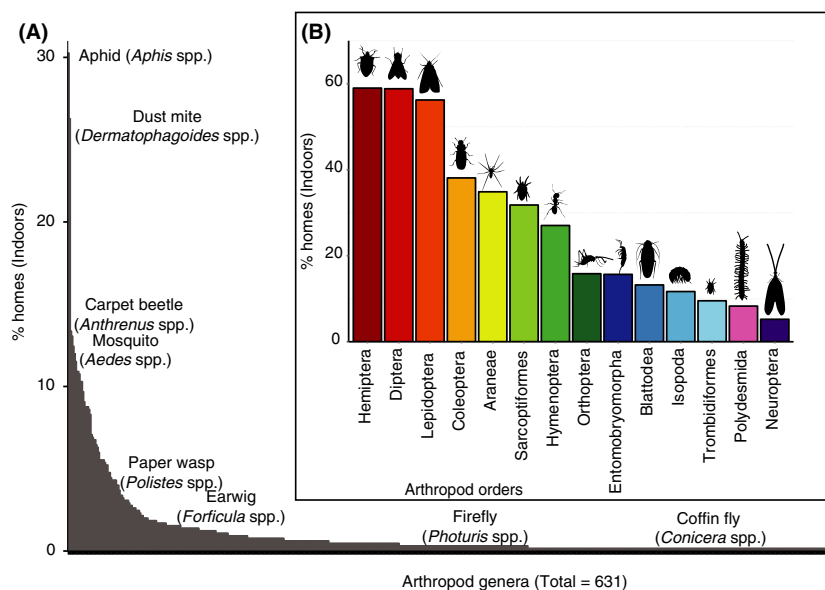 (A)
% homes (Indoors)
30
20
10
0
Aphid (Aphis spp.)
Dust mite
(Dermatophagoides spp.)
Carpet beetle
(Anthrenus spp.)
Mosquito
(Aedes spp.)
Paper wasp
(Polistes spp.)
Earwig
(Forficula spp.)
Firefly
(Photuris spp.)
Coffin fly
(Conicera spp.)
Arthropod genera (Total = 631)
(B)
% homes (Indoors)
60
40
20
0
Hemiptera
Diptera
Lepidoptera
Coleoptera
Araneae
Sarcoptiformes
Hymenoptera
Orthoptera
Entomobryomorpha
Blattodea
Isopoda
Trombidiformes
Polydesmida
Neuroptera
Arthropod orders